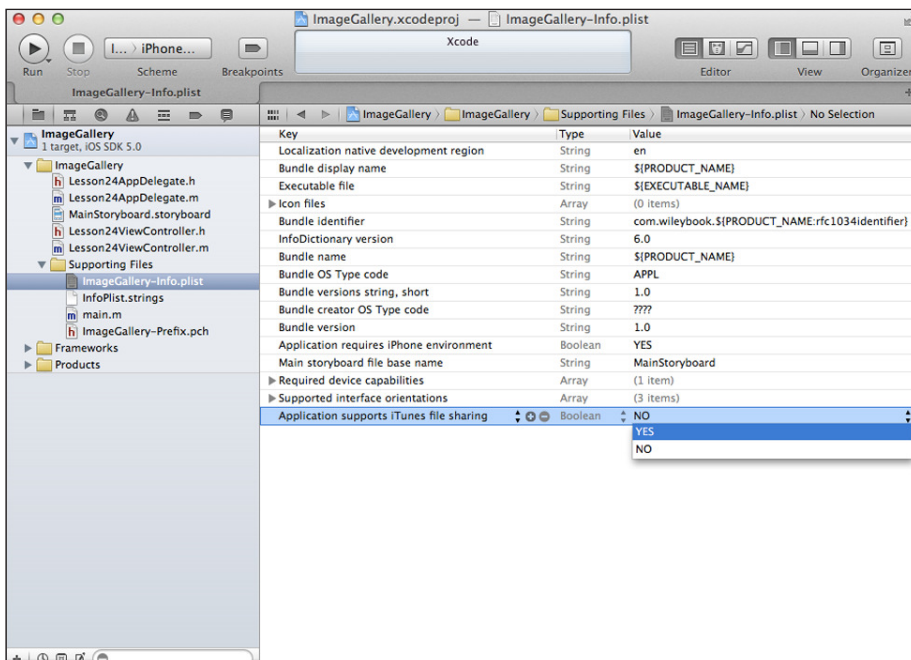 ImageGallery.xcodeproj — ImageGallery-Info.plist
I... › iPhone...
Xcode
Run Stop Scheme Breakpoints Editor View Organizer
ImageGallery-Info.plist
ImageGallery › ImageGallery › Supporting Files › ImageGallery-Info.plist › No Selection
ImageGallery
1 target, iOS SDK 5.0
ImageGallery
h Lesson24AppDelegate.h
m Lesson24AppDelegate.m
MainStoryboard.storyboard
h Lesson24ViewController.h
m Lesson24ViewController.m
Supporting Files
ImageGallery-Info.plist
InfoPlist.strings
m main.m
h ImageGallery-Prefix.pch
Frameworks
Products
Key Type Value
Localization native development region String en
Bundle display name String ${PRODUCT_NAME}
Executable file String ${EXECUTABLE_NAME}
Icon files Array (0 items)
Bundle identifier String com.wileybook.${PRODUCT_NAME:rfc1034identifier}
InfoDictionary version String 6.0
Bundle name String ${PRODUCT_NAME}
Bundle OS Type code String APPL
Bundle versions string, short String 1.0
Bundle creator OS Type code String ????
Bundle version String 1.0
Application requires iPhone environment Boolean YES
Main storyboard file base name String MainStoryboard
Required device capabilities Array (1 item)
Supported interface orientations Array (3 items)
Application supports iTunes file sharing Boolean NO
YES
NO